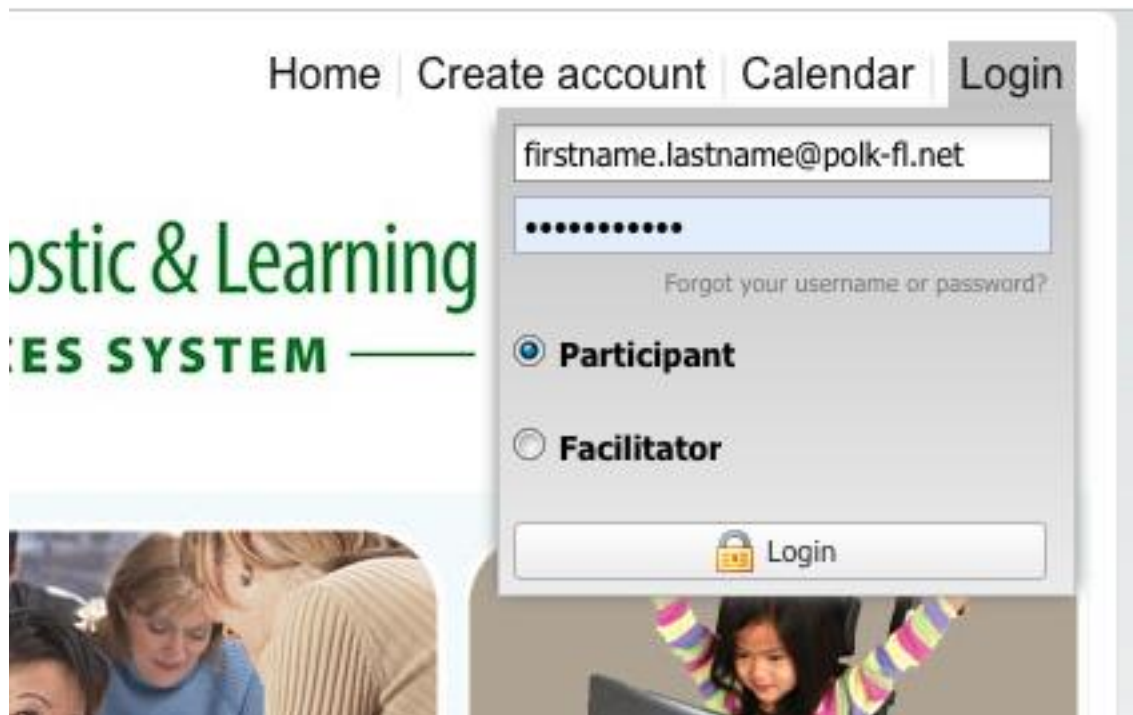 Home Create account Calendar Login
firstname.lastname@polk-fl.net
•••••••••••
Forgot your username or password?
ostic & Learning
ES SYSTEM
Participant
Facilitator
Login